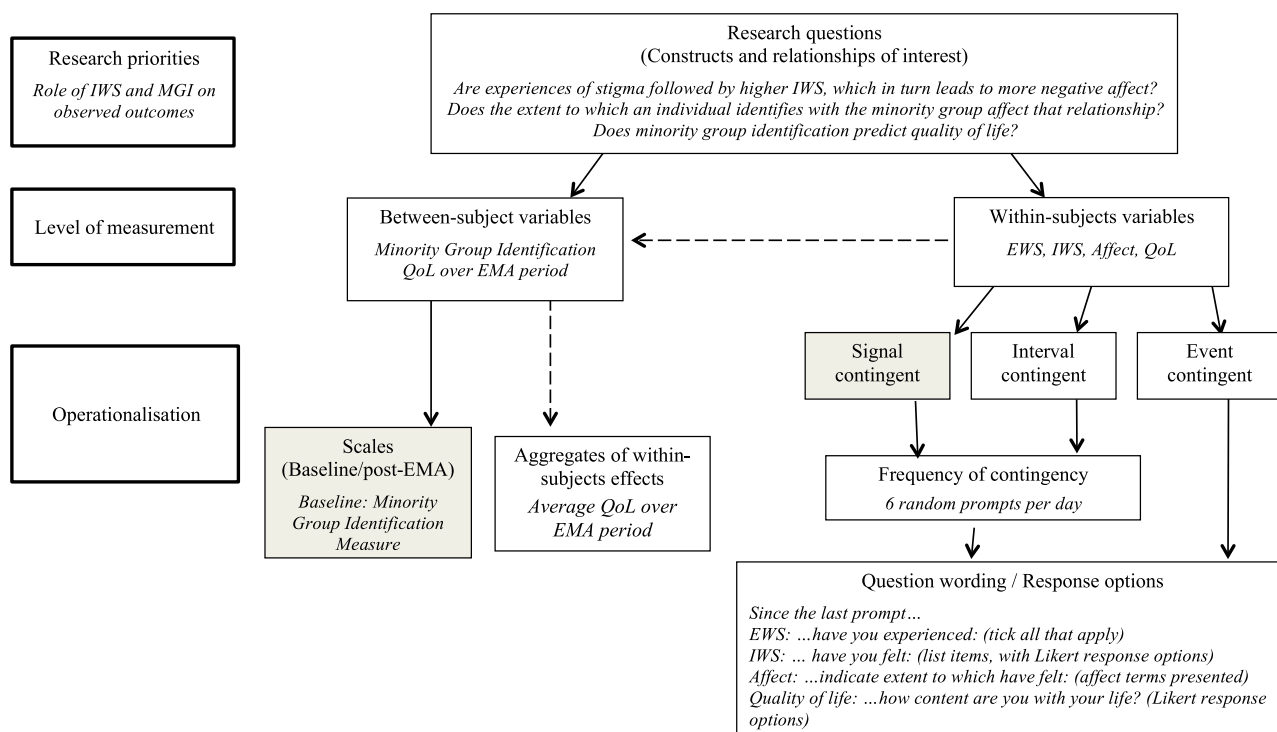 Research priorities
Role of IWS and MGI on
observed outcomes
Research questions
(Constructs and relationships of interest)
Are experiences of stigma followed by higher IWS, which in turn leads to more negative affect?
Does the extent to which an individual identifies with the minority group affect that relationship?
Does minority group identification predict quality of life?
Level of measurement
Between-subject variables
Minority Group Identification
QoL over EMA period
Within-subjects variables
EWS, IWS, Affect, QoL
Operationalisation
Signal
contingent
Interval
contingent
Event
contingent
Scales
(Baseline/post-EMA)
Baseline: Minority
Group Identification
Measure
Aggregates of within-
subjects effects
Average QoL over
EMA period
Frequency of contingency
6 random prompts per day
Question wording / Response options
Since the last prompt…
EWS: …have you experienced: (tick all that apply)
IWS: … have you felt: (list items, with Likert response options)
Affect: …indicate extent to which have felt: (affect terms presented)
Quality of life: …how content are you with your life? (Likert response
options)